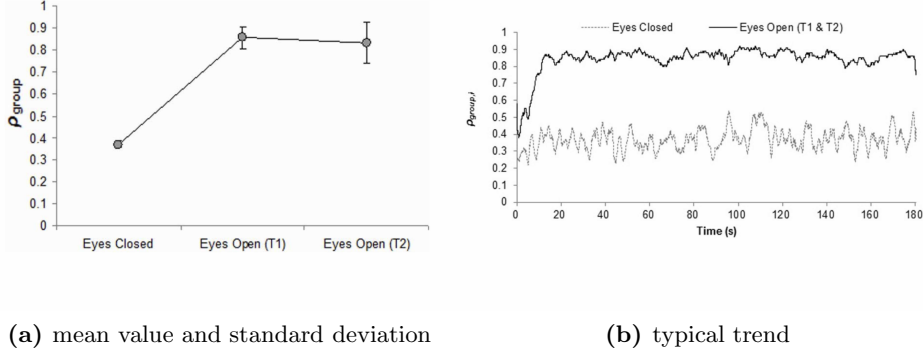 1
0.9
0.8
0.7
0.6
0.5
0.4
0.3
0.2
0.1
0
ρgroup
Eyes Closed Eyes Open (T1) Eyes Open (T2)
Eyes Closed Eyes Open (T1 & T2)
1
0.9
0.8
0.7
0.6
0.5
0.4
0.3
0.2
0.1
0
ρgroup,i
0 20 40 60 80 100 120 140 160 180
Time (s)
(a) mean value and standard deviation
(b) typical trend